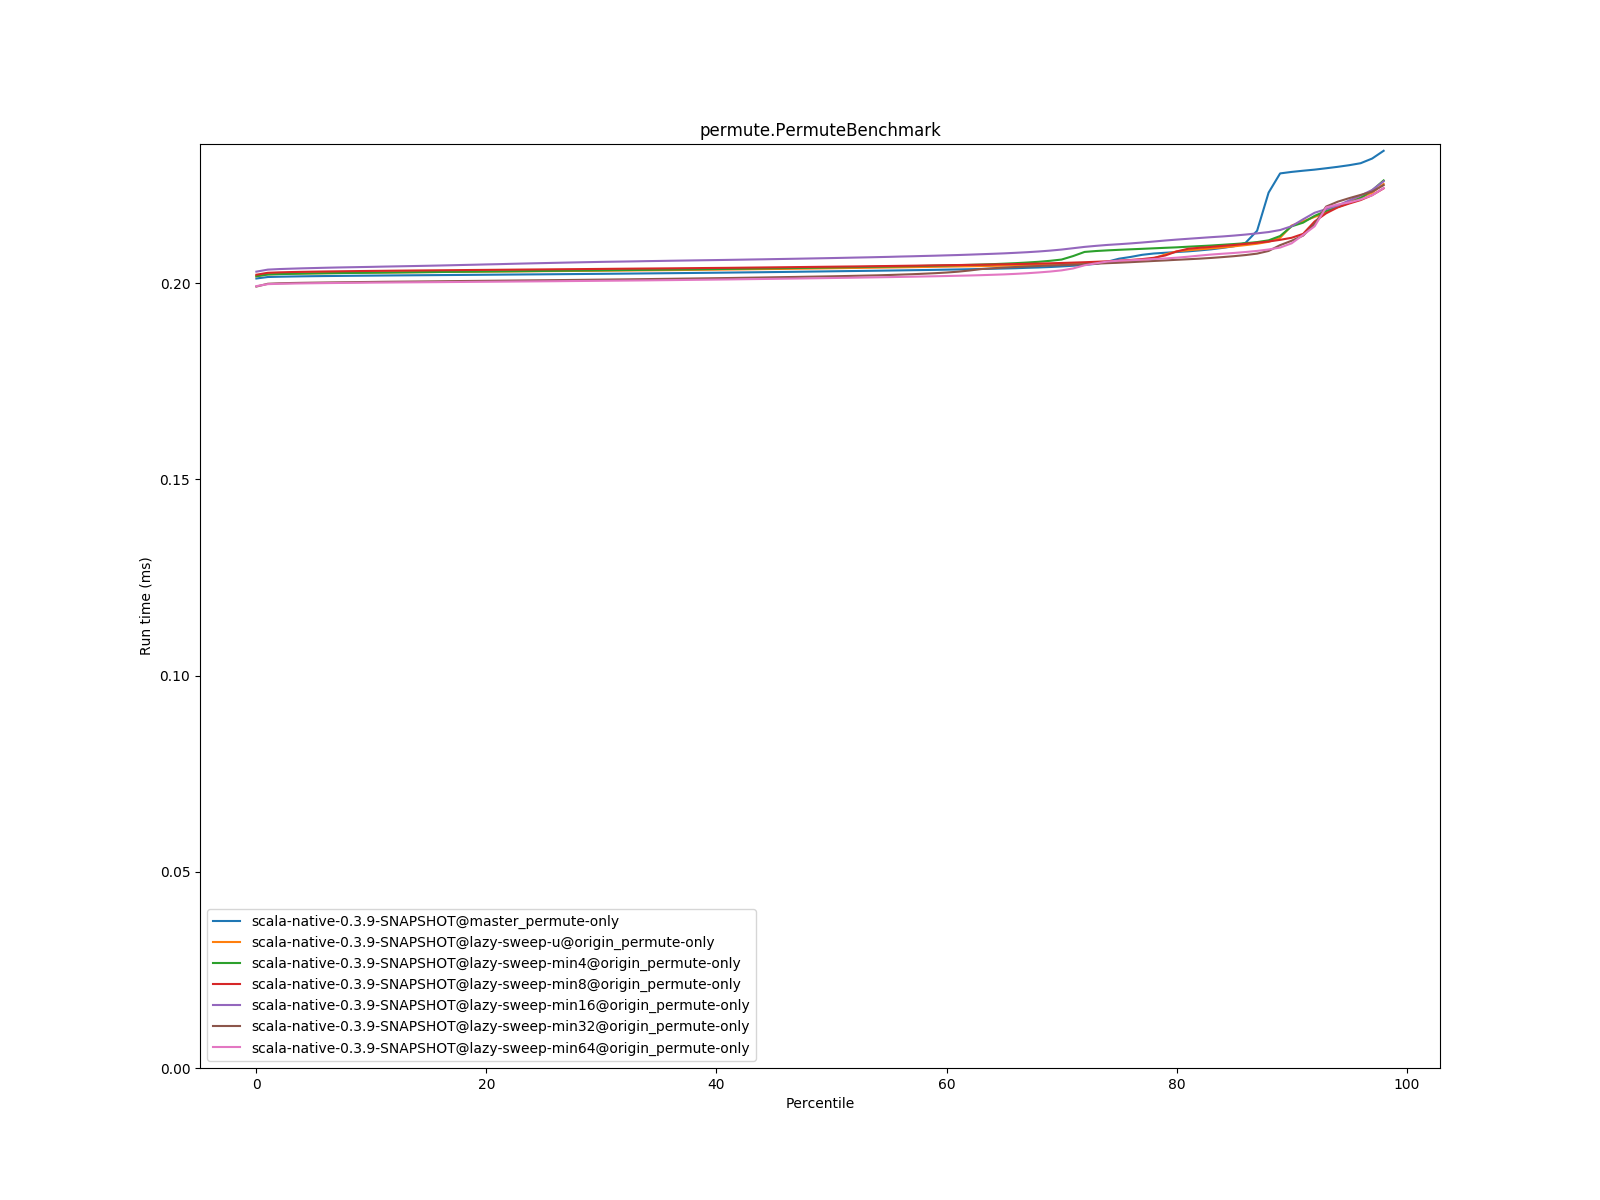 permute.PermuteBenchmark
Run time (ms)
0.20
0.15
0.10
0.05
0.00
scala-native-0.3.9-SNAPSHOT@master_permute-only
scala-native-0.3.9-SNAPSHOT@lazy-sweep-u@origin_permute-only
scala-native-0.3.9-SNAPSHOT@lazy-sweep-min4@origin_permute-only
scala-native-0.3.9-SNAPSHOT@lazy-sweep-min8@origin_permute-only
scala-native-0.3.9-SNAPSHOT@lazy-sweep-min16@origin_permute-only
scala-native-0.3.9-SNAPSHOT@lazy-sweep-min32@origin_permute-only
scala-native-0.3.9-SNAPSHOT@lazy-sweep-min64@origin_permute-only
0 20 40 60 80 100
Percentile